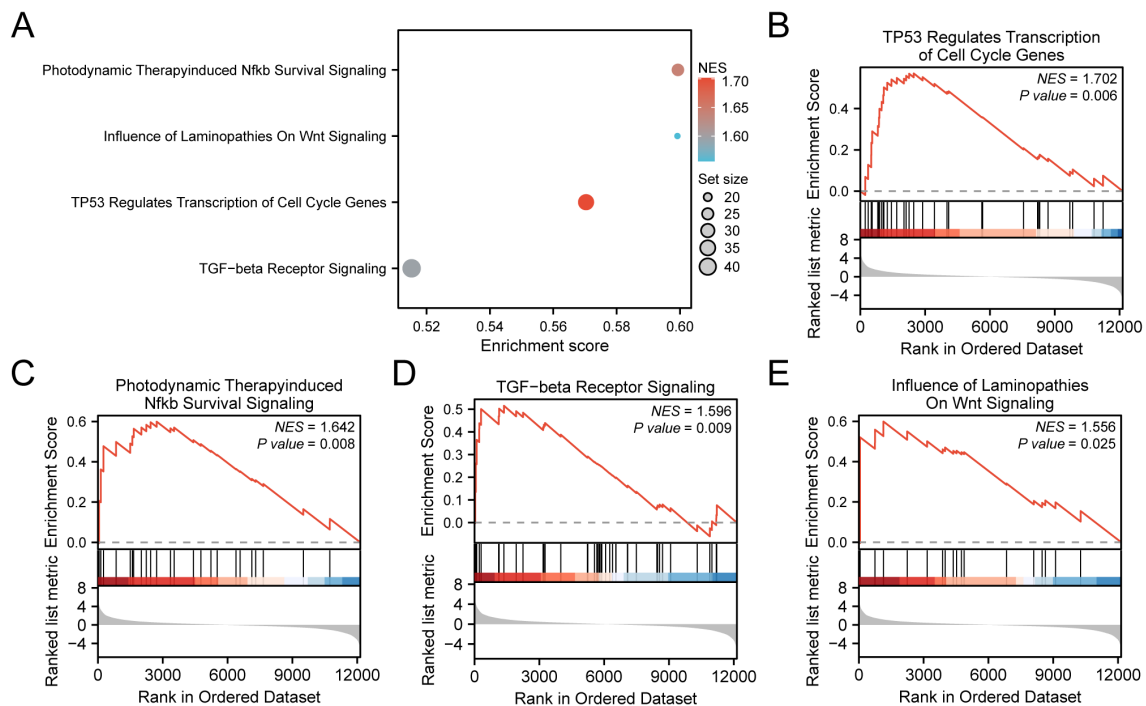 A
Photodynamic Therapyinduced Nfkb Survival Signaling
Influence of Laminopathies On Wnt Signaling
TP53 Regulates Transcription of Cell Cycle Genes
TGF−beta Receptor Signaling
0.52 0.54 0.56 0.58 0.60
Enrichment score
NES
1.70
1.65
1.60
Set size
20
25
30
35
40
B
TP53 Regulates Transcription
of Cell Cycle Genes
NES = 1.702
P value = 0.006
Enrichment Score
0.4
0.2
0.0
Ranked list metric
8
4
0
−4
0 3000 6000 9000 12000
Rank in Ordered Dataset
C
Photodynamic Therapyinduced
Nfkb Survival Signaling
NES = 1.642
P value = 0.008
Enrichment Score
0.6
0.4
0.2
0.0
Ranked list metric
8
4
0
−4
0 3000 6000 9000 12000
Rank in Ordered Dataset
D
TGF−beta Receptor Signaling
NES = 1.596
P value = 0.009
Enrichment Score
0.5
0.4
0.3
0.2
0.1
0.0
Ranked list metric
8
4
0
−4
0 3000 6000 9000 12000
Rank in Ordered Dataset
E
Influence of Laminopathies
On Wnt Signaling
NES = 1.556
P value = 0.025
Enrichment Score
0.6
0.4
0.2
0.0
Ranked list metric
8
4
0
−4
0 3000 6000 9000 12000
Rank in Ordered Dataset